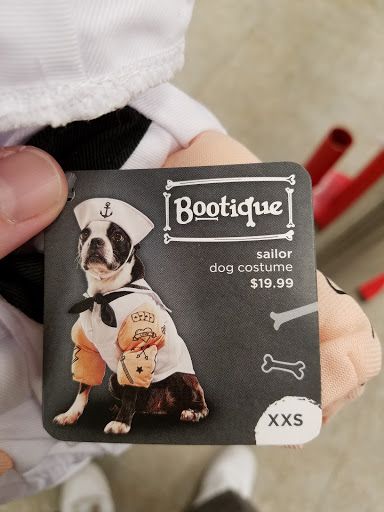 Bootique
sailor
dog costume
$19.99
XXS